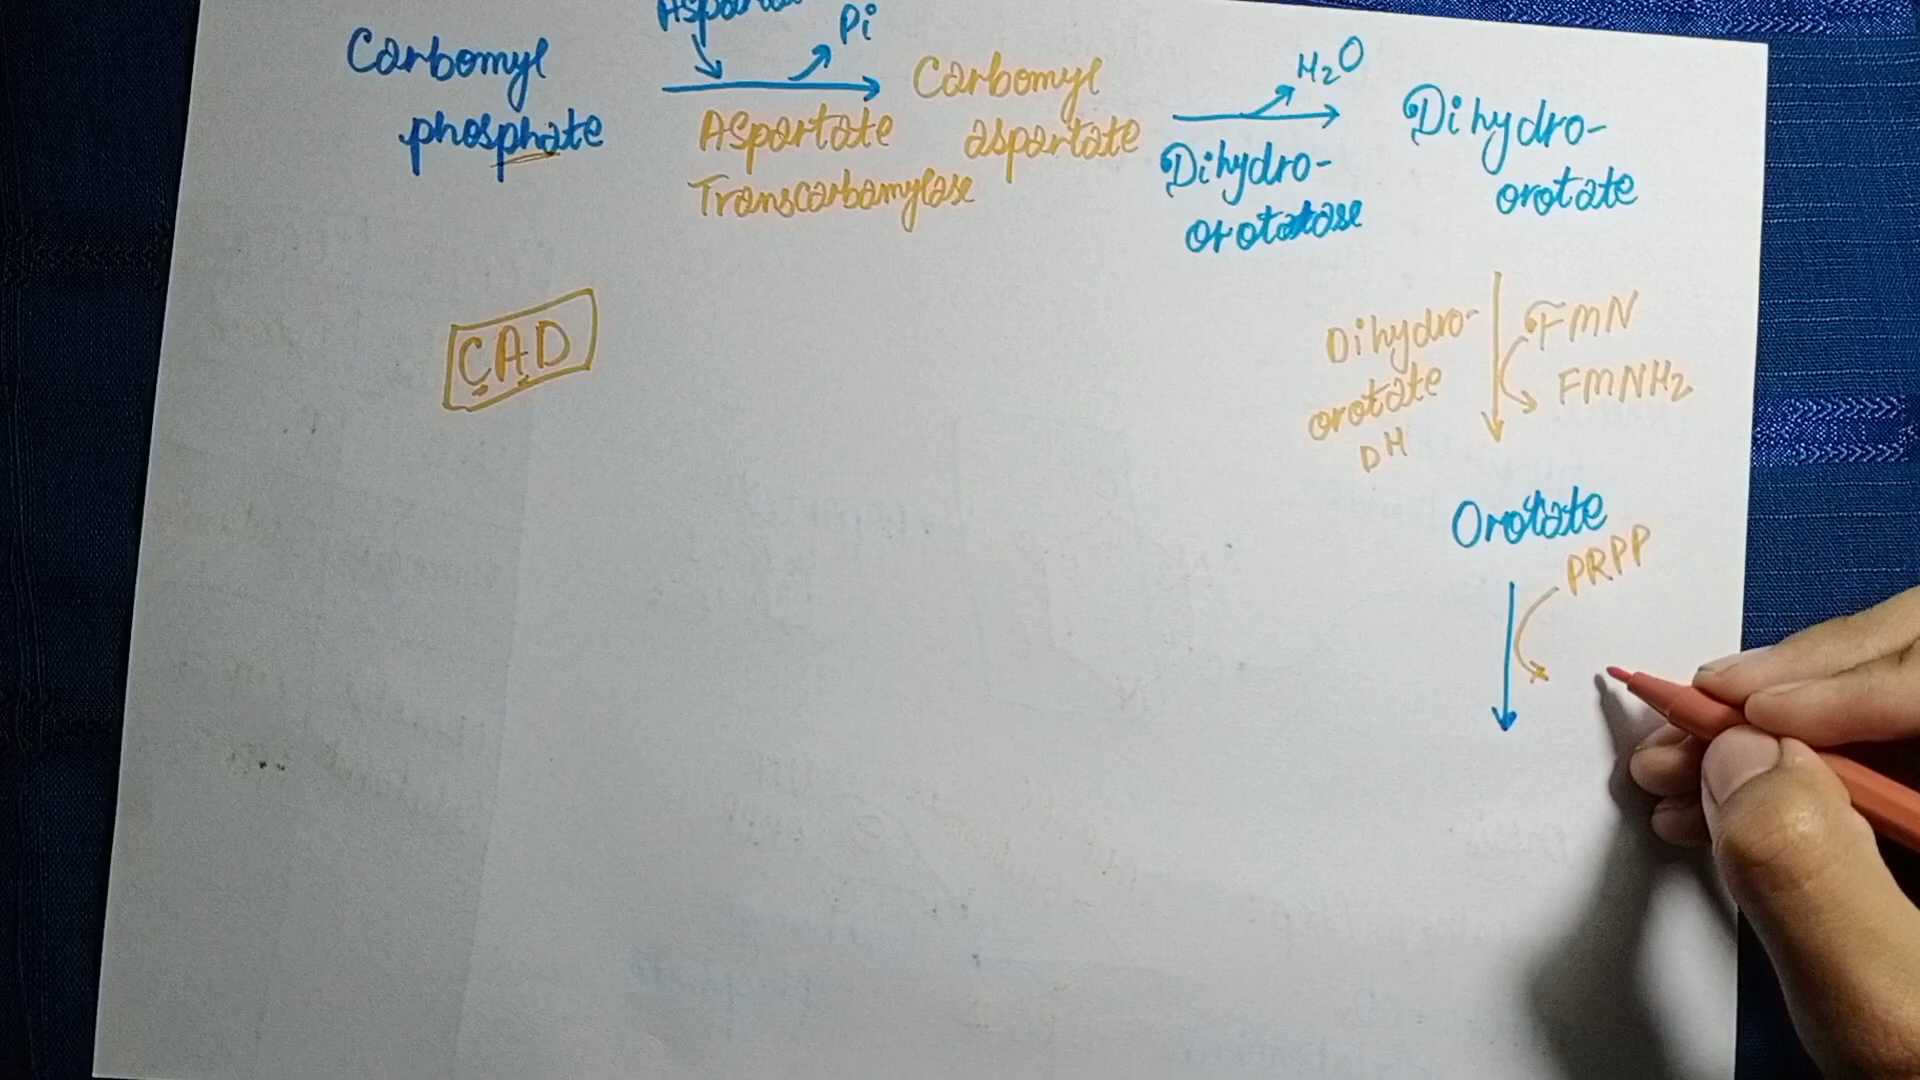 Pi
Carbomyl
phosphate
Aspartate
Transcarbamylase
Carbomyl
aspartate
H2O
Dihydro-
orotatase
Dihydro-
orotate
Dihydro-
orotate
DH
FMN
FMNH2
CAD
Orotate
PRPP